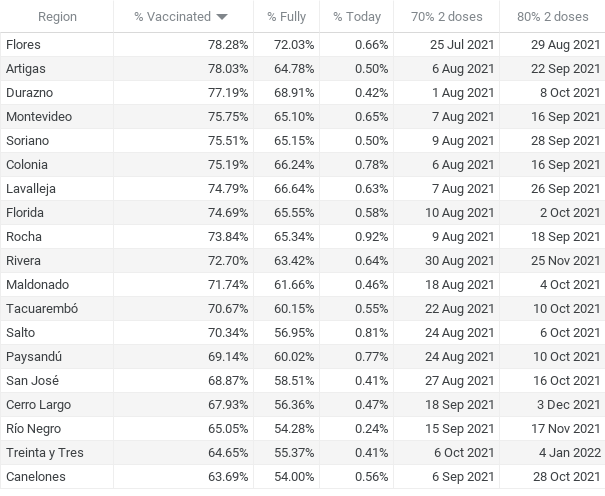 Region % Vaccinated % Fully % Today 70% 2 doses 80% 2 doses
Flores 78.28% 72.03% 0.66% 25 Jul 2021 29 Aug 2021
Artigas 78.03% 64.78% 0.50% 6 Aug 2021 22 Sep 2021
Durazno 77.19% 68.91% 0.42% 1 Aug 2021 8 Oct 2021
Montevideo 75.75% 65.10% 0.65% 7 Aug 2021 16 Sep 2021
Soriano 75.51% 65.15% 0.50% 9 Aug 2021 28 Sep 2021
Colonia 75.19% 66.24% 0.78% 6 Aug 2021 16 Sep 2021
Lavalleja 74.79% 66.64% 0.63% 7 Aug 2021 26 Sep 2021
Florida 74.69% 65.55% 0.58% 10 Aug 2021 2 Oct 2021
Rocha 73.84% 65.34% 0.92% 9 Aug 2021 18 Sep 2021
Rivera 72.70% 63.42% 0.64% 30 Aug 2021 25 Nov 2021
Maldonado 71.74% 61.66% 0.46% 18 Aug 2021 4 Oct 2021
Tacuarembó 70.67% 60.15% 0.55% 22 Aug 2021 10 Oct 2021
Salto 70.34% 56.95% 0.81% 24 Aug 2021 6 Oct 2021
Paysandú 69.14% 60.02% 0.77% 24 Aug 2021 10 Oct 2021
San José 68.87% 58.51% 0.41% 27 Aug 2021 16 Oct 2021
Cerro Largo 67.93% 56.36% 0.47% 18 Sep 2021 3 Dec 2021
Río Negro 65.05% 54.28% 0.24% 15 Sep 2021 17 Nov 2021
Treinta y Tres 64.65% 55.37% 0.41% 6 Oct 2021 4 Jan 2022
Canelones 63.69% 54.00% 0.56% 6 Sep 2021 28 Oct 2021